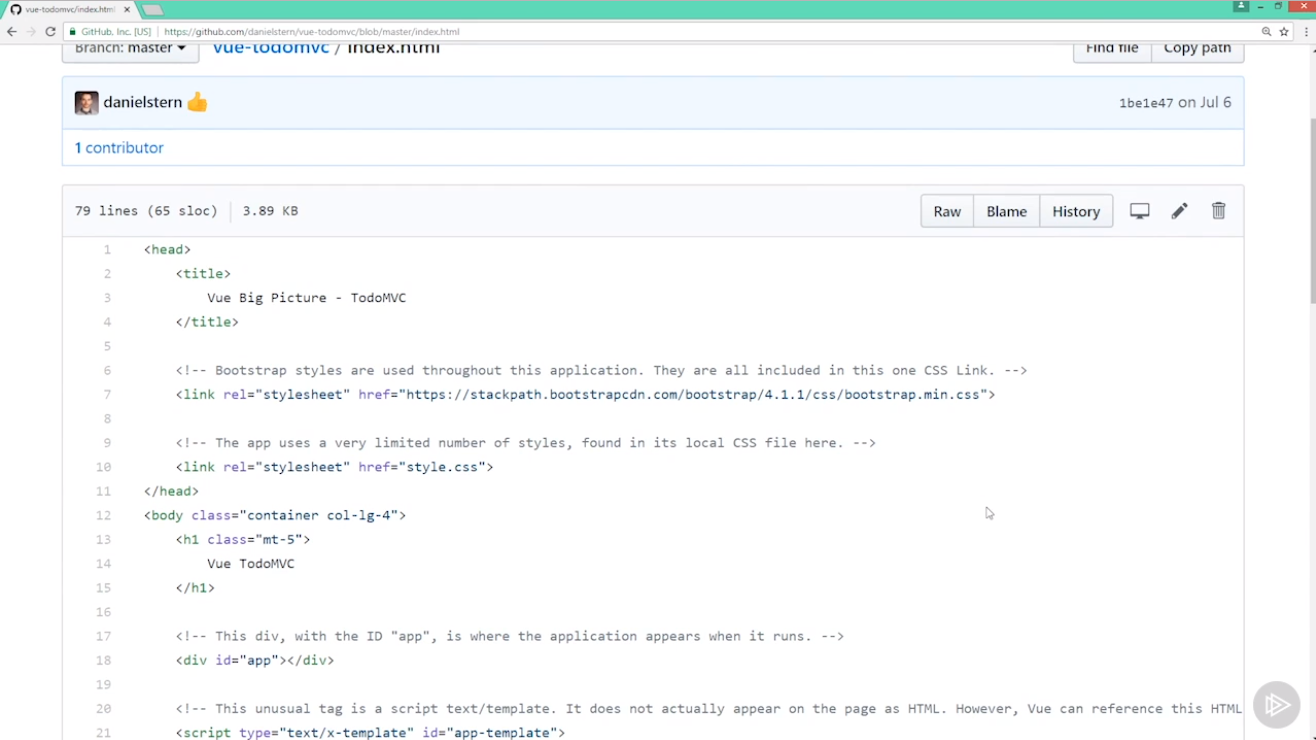 vue-todomvc/index.html
GitHub, Inc. [US] https://github.com/danielstern/vue-todomvc/blob/master/index.html
Branch: master vue-todomvc / index.html Find file Copy path
danielstern 👍 1be1e47 on Jul 6
1 contributor
79 lines (65 sloc) 3.89 KB Raw Blame History
1 <head>
2 <title>
3 Vue Big Picture - TodoMVC
4 </title>
5
6 <!-- Bootstrap styles are used throughout this application. They are all included in this one CSS Link. -->
7 <link rel="stylesheet" href="https://stackpath.bootstrapcdn.com/bootstrap/4.1.1/css/bootstrap.min.css">
8
9 <!-- The app uses a very limited number of styles, found in its local CSS file here. -->
10 <link rel="stylesheet" href="style.css">
11 </head>
12 <body class="container col-lg-4">
13 <h1 class="mt-5">
14 Vue TodoMVC
15 </h1>
16
17 <!-- This div, with the ID "app", is where the application appears when it runs. -->
18 <div id="app"></div>
19
20 <!-- This unusual tag is a script text/template. It does not actually appear on the page as HTML. However, Vue can reference this HTML
21 <script type="text/x-template" id="app-template">